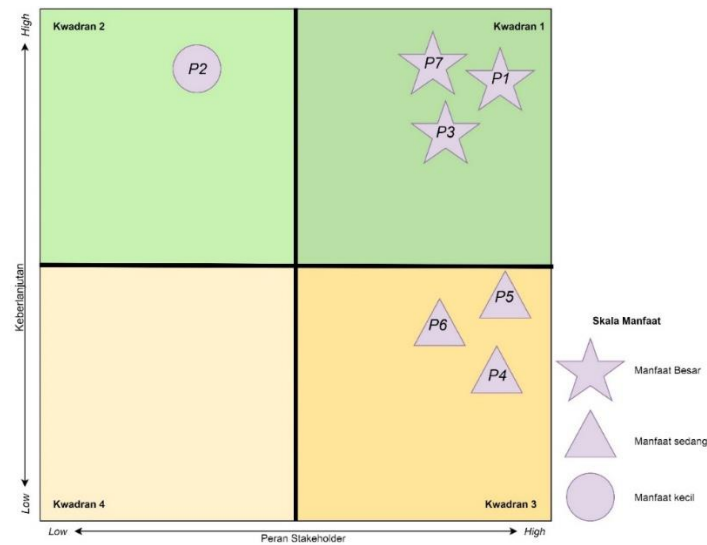 High
Kwadran 2
Kwadran 1
P2
P7
P1
P3
Keberlanjutan
P5
P6
P4
Skala Manfaat
Manfaat Besar
Manfaat sedang
Manfaat kecil
Low
Kwadran 4
Kwadran 3
Low
Peran Stakeholder
High